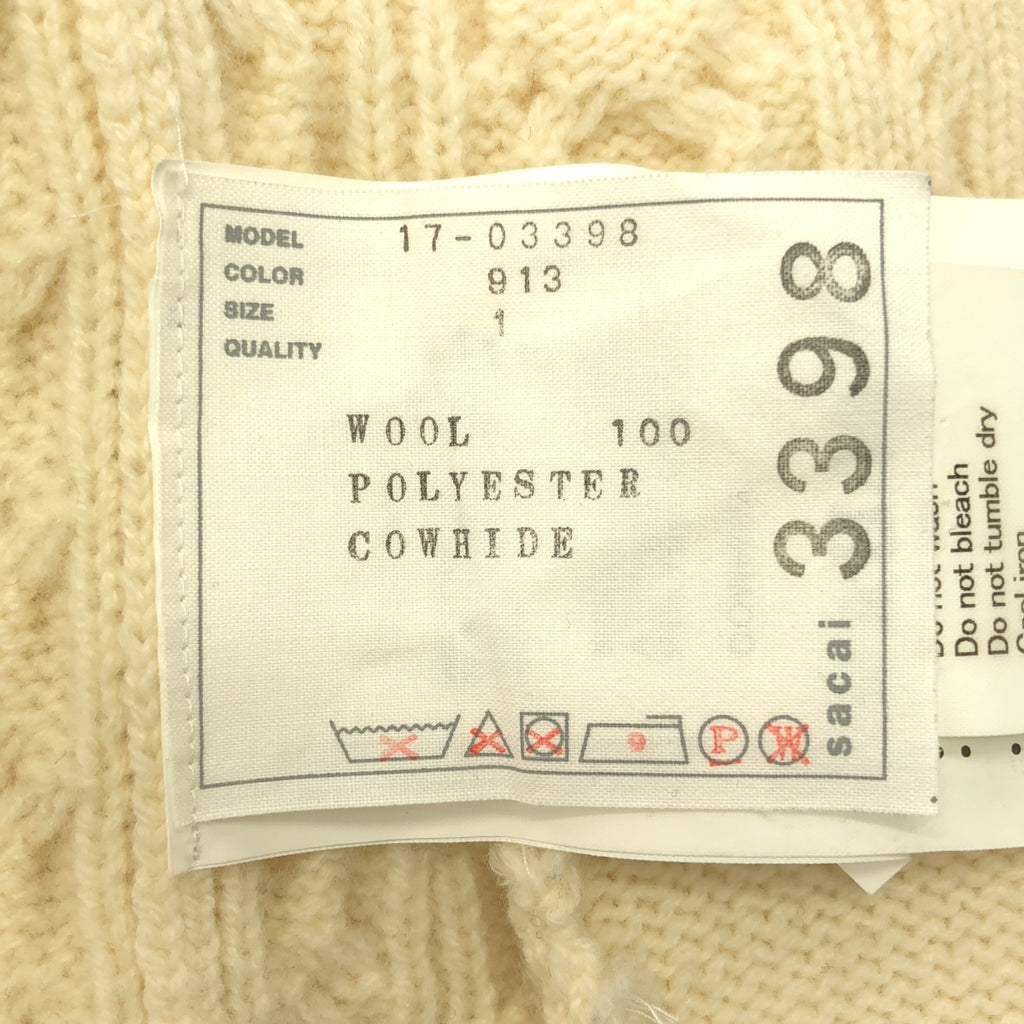 MODEL 17-03398
COLOR 913
SIZE 1
QUALITY
WOOL 100
POLYESTER
COWHIDE
P W
sacai 3398
Do not bleach
Do not tumble dry